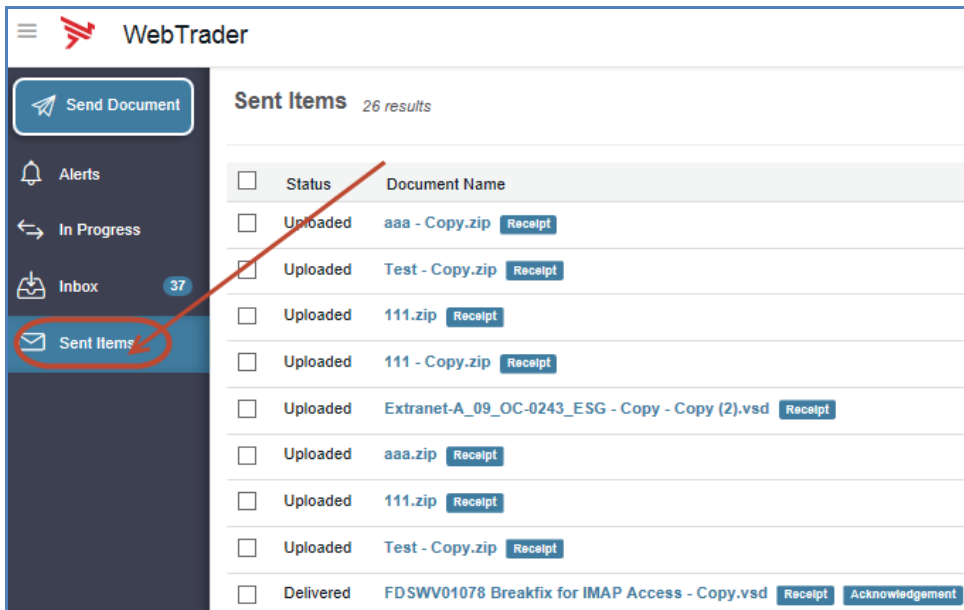 WebTrader
Send Document
Alerts
In Progress
Inbox 37
Sent Items
Sent Items 26 results
Status Document Name
Uploaded aaa - Copy.zip Receipt
Uploaded Test - Copy.zip Receipt
Uploaded 111.zip Receipt
Uploaded 111 - Copy.zip Receipt
Uploaded Extranet-A_09_OC-0243_ESG - Copy - Copy (2).vsd Receipt
Uploaded aaa.zip Receipt
Uploaded 111.zip Receipt
Uploaded Test - Copy.zip Receipt
Delivered FDSWV01078 Breakfix for IMAP Access - Copy.vsd Receipt Acknowledgement